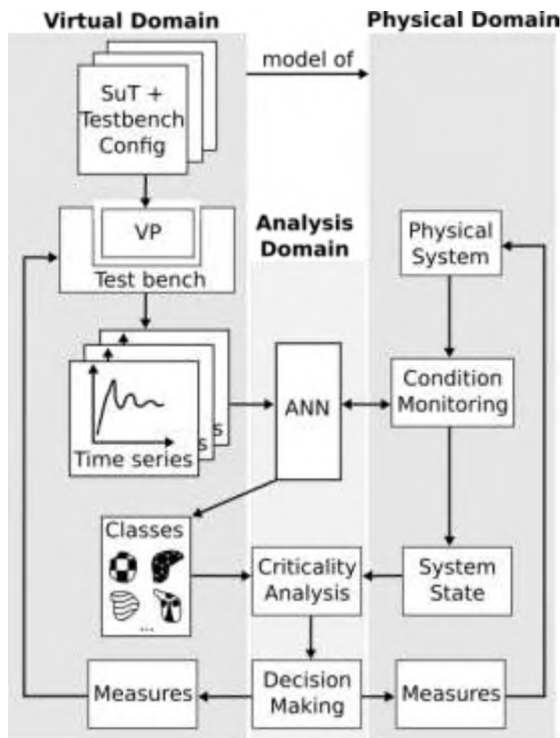 Virtual Domain
Physical Domain
model of
SuT +
Testbench
Config
VP
Test bench
Analysis
Domain
Physical
System
s
s
Time series
ANN
Condition
Monitoring
Classes
...
Criticality
Analysis
System
State
Measures
Decision
Making
Measures